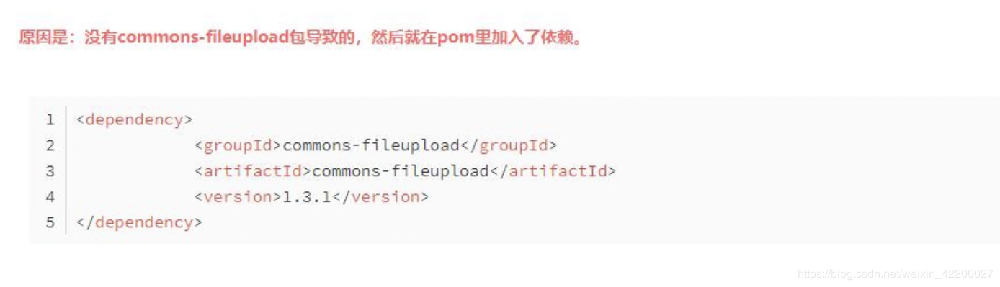 原因是：没有commons-fileupload包导致的，然后就在pom里加入了依赖。
1 <dependency>
2 <groupId>commons-fileupload</groupId>
3 <artifactId>commons-fileupload</artifactId>
4 <version>1.3.1</version>
5 </dependency>
https://blog.csdn.net/weixin_42200027